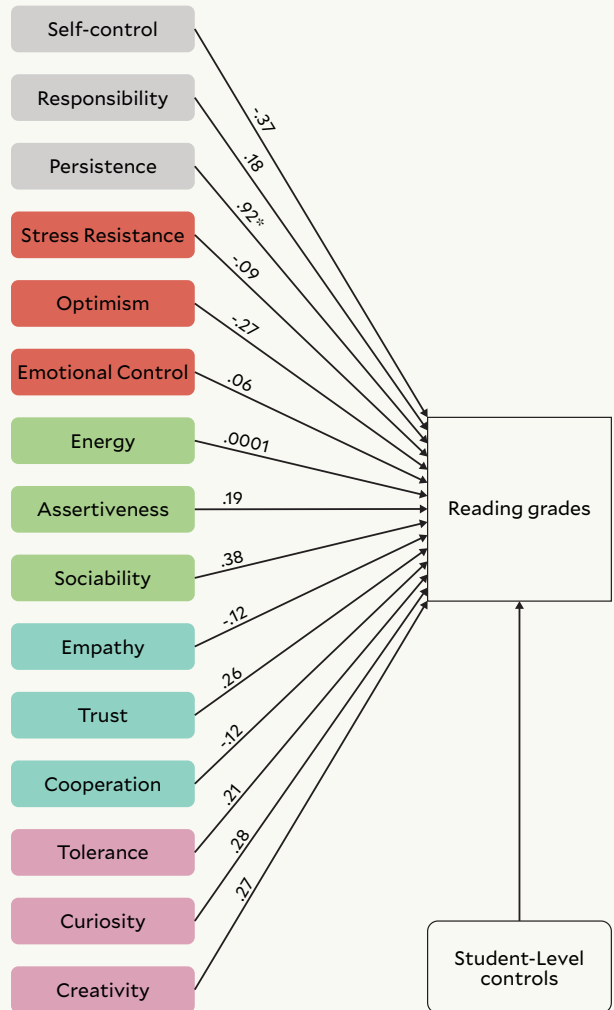 Self-control
Responsibility
Persistence
Stress Resistance
Optimism
Emotional Control
Energy
Assertiveness
Sociability
Empathy
Trust
Cooperation
Tolerance
Curiosity
Creativity
-.37
.18
.92*
-.09
-.27
.06
.0001
.19
.38
-.12
.26
-.12
.21
.28
.27
Reading grades
Student-Level
controls